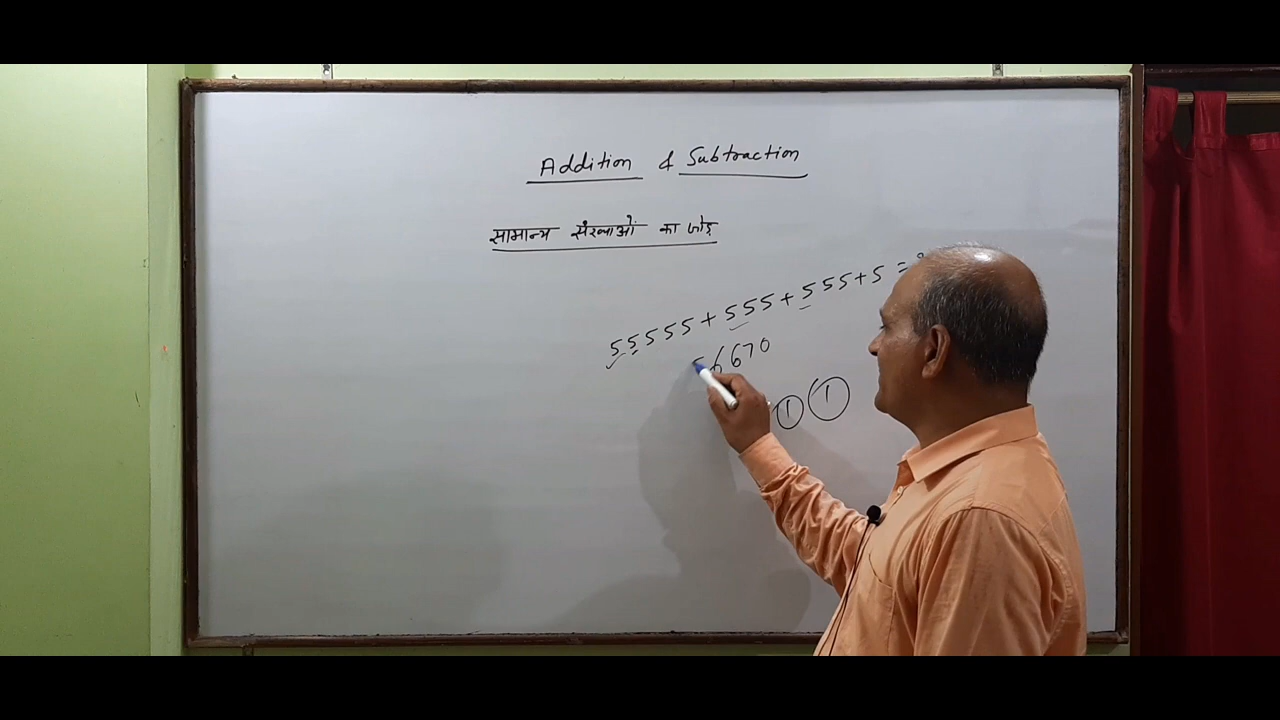 Addition & Subtraction
सामान्य संख्याओं का जोड़
55555 + 555 + 555 + 5 = ?
56670
1 1